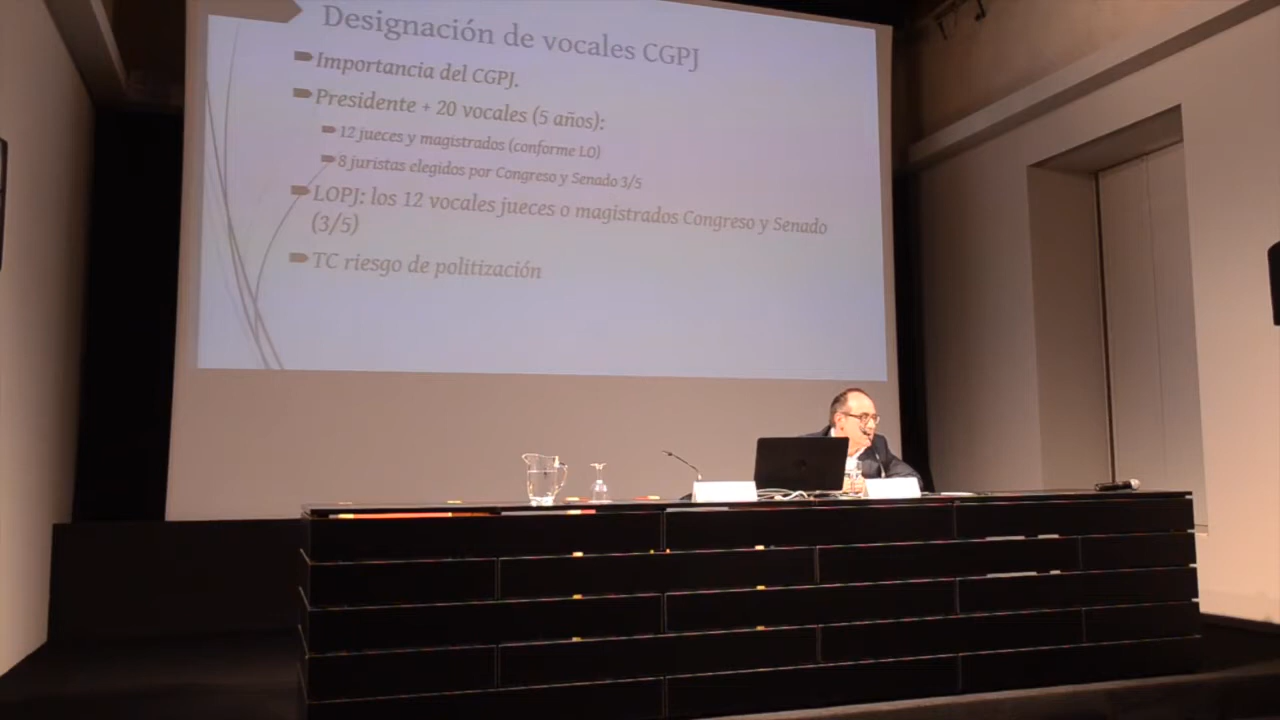 Designación de vocales CGPJ
Importancia del CGPJ.
Presidente + 20 vocales (5 años):
12 jueces y magistrados (conforme LO)
8 juristas elegidos por Congreso y Senado 3/5
LOPJ: los 12 vocales jueces o magistrados Congreso y Senado
(3/5)
TC riesgo de politización